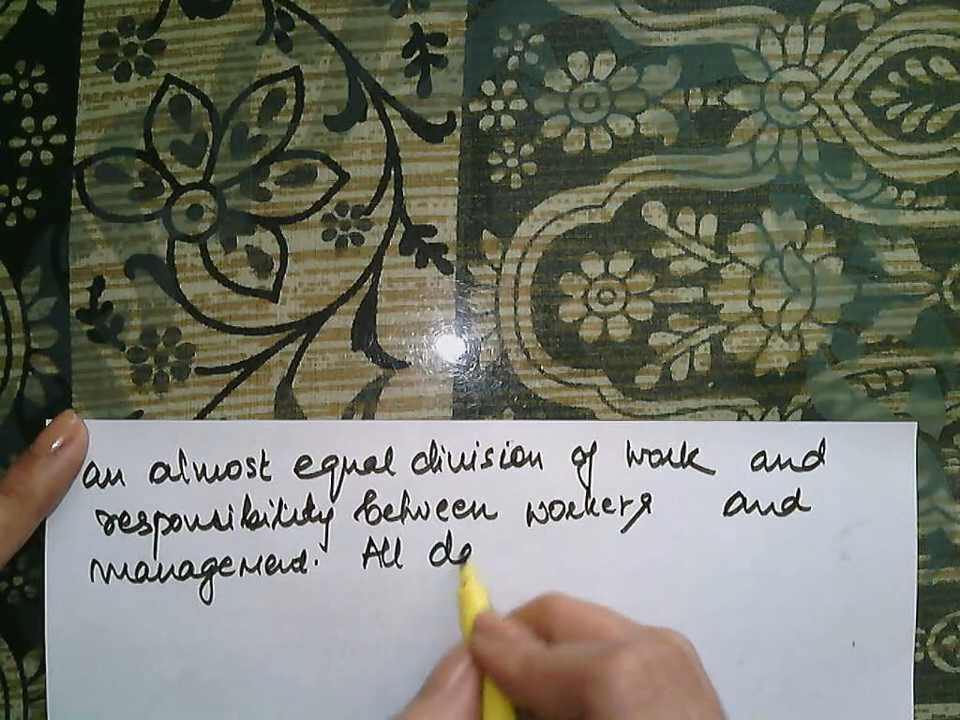 an almost equal division of work and
responsibility between workers and
management. All de